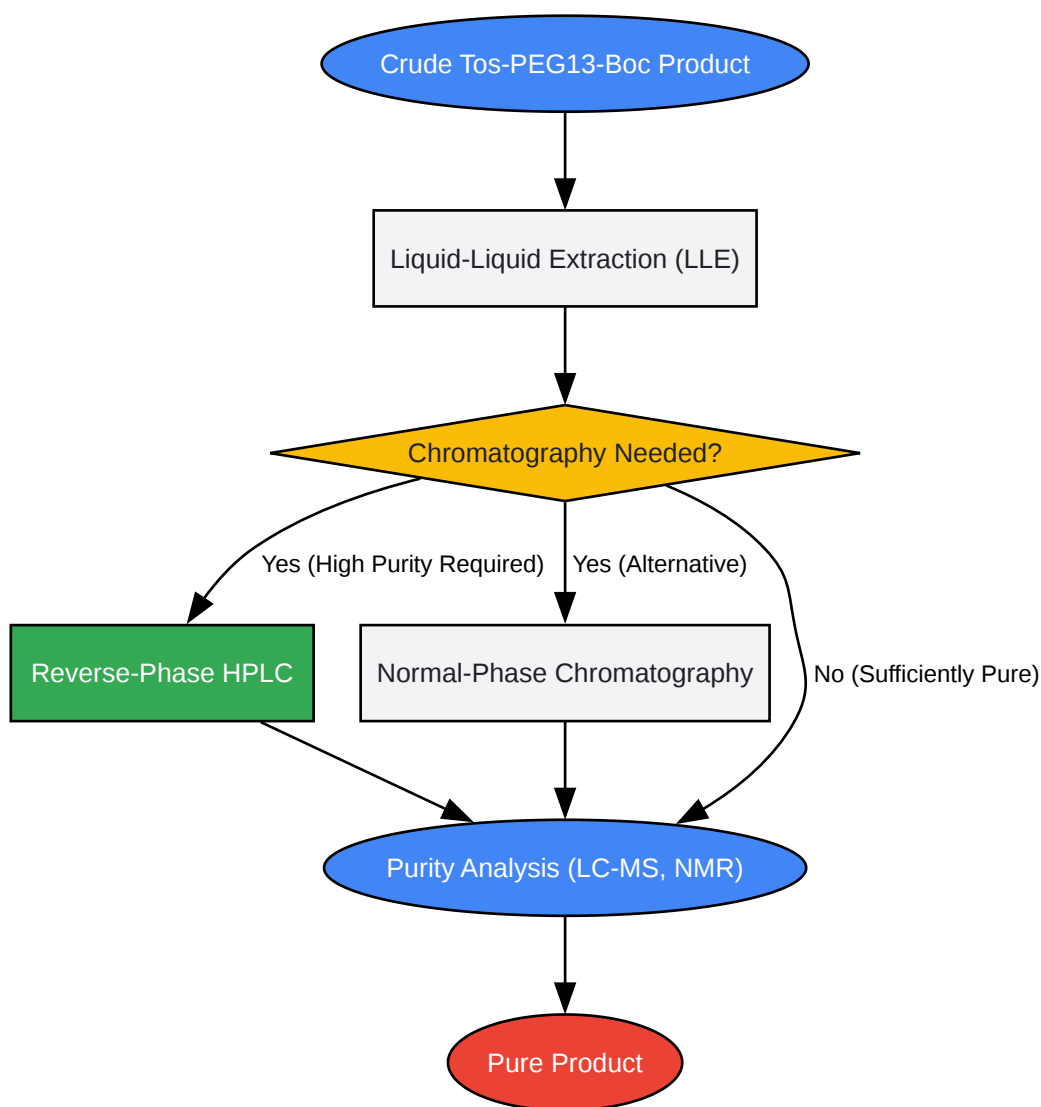 Crude Tos-PEG13-Boc Product
Liquid-Liquid Extraction (LLE)
Chromatography Needed?
Yes (High Purity Required)
Yes (Alternative)
Reverse-Phase HPLC
Normal-Phase Chromatography
No (Sufficiently Pure)
Purity Analysis (LC-MS, NMR)
Pure Product